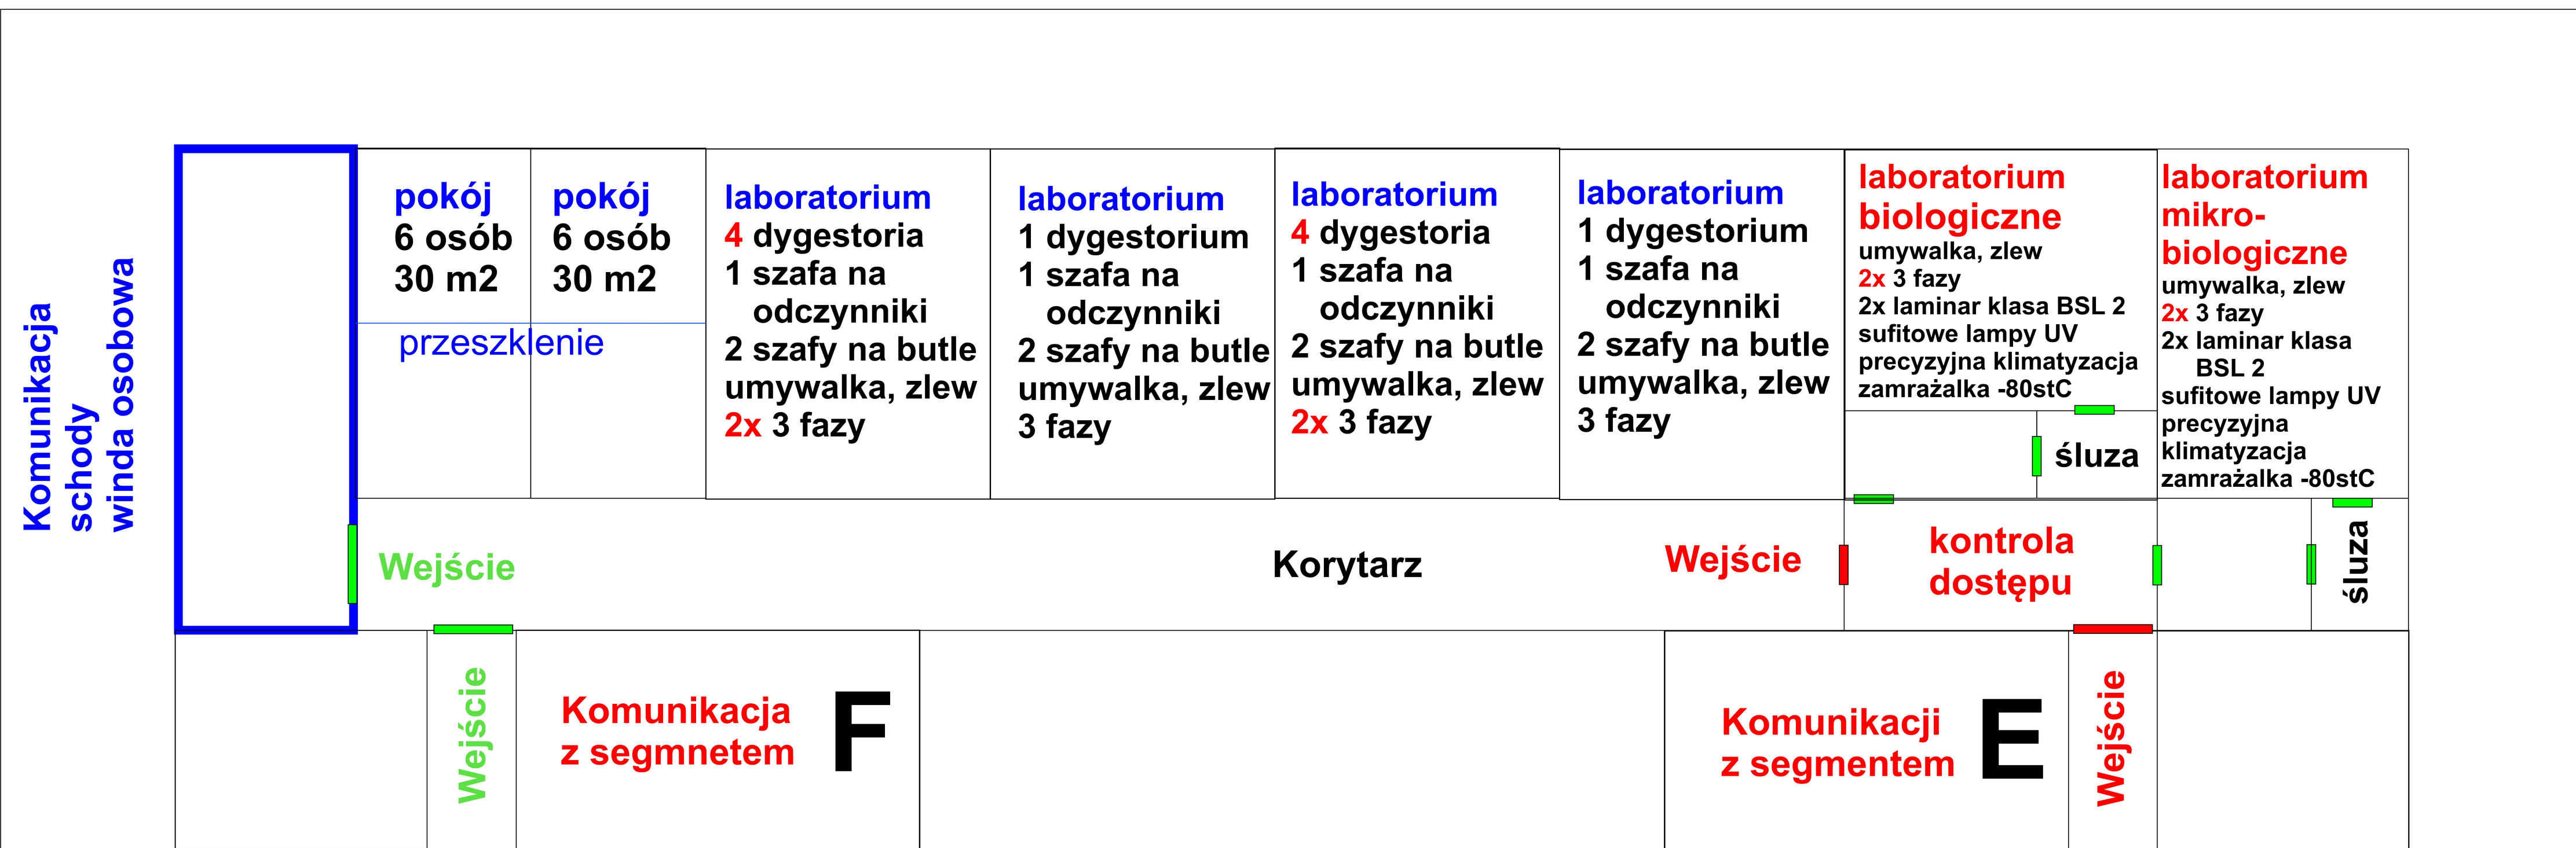 Komunikacja
schody
winda osobowa
pokój
6 osób
30 m2
pokój
6 osób
30 m2
przeszklenie
laboratorium
4 dygestoria
1 szafa na
odczynniki
2 szafy na butle
umywalka, zlew
2x 3 fazy
laboratorium
1 dygestorium
1 szafa na
odczynniki
2 szafy na butle
umywalka, zlew
3 fazy
laboratorium
4 dygestoria
1 szafa na
odczynniki
2 szafy na butle
umywalka, zlew
2x 3 fazy
laboratorium
1 dygestorium
1 szafa na
odczynniki
2 szafy na butle
umywalka, zlew
3 fazy
laboratorium
biologiczne
umywalka, zlew
2x 3 fazy
2x laminar klasa BSL 2
sufitowe lampy UV
precyzyjna klimatyzacja
zamrażalka -80stC
śluza
laboratorium
mikro-
biologiczne
umywalka, zlew
2x 3 fazy
2x laminar klasa
BSL 2
sufitowe lampy UV
precyzyjna
klimatyzacja
zamrażalka -80stC
Wejście
Korytarz
Wejście
kontrola
dostępu
śluza
Wejście
Komunikacja
z segmnetem
F
Komunikacji
z segmentem
E
Wejście